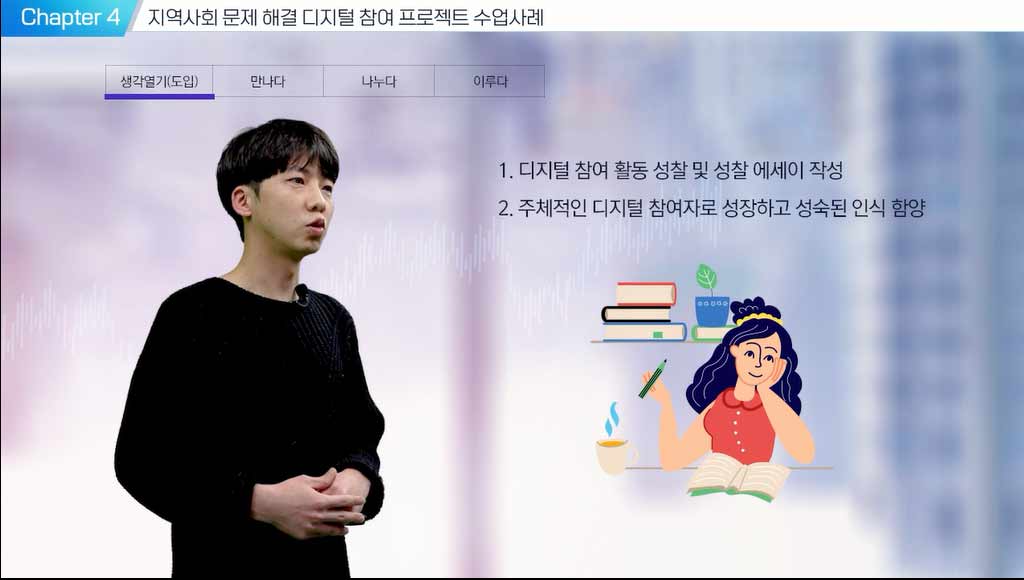 Chapter 4 지역사회 문제 해결 디지털 참여 프로젝트 수업사례
생각열기(도입) 만나다 나누다 이루다
1. 디지털 참여 활동 성찰 및 성찰 에세이 작성
2. 주체적인 디지털 참여자로 성장하고 성숙된 인식 함양